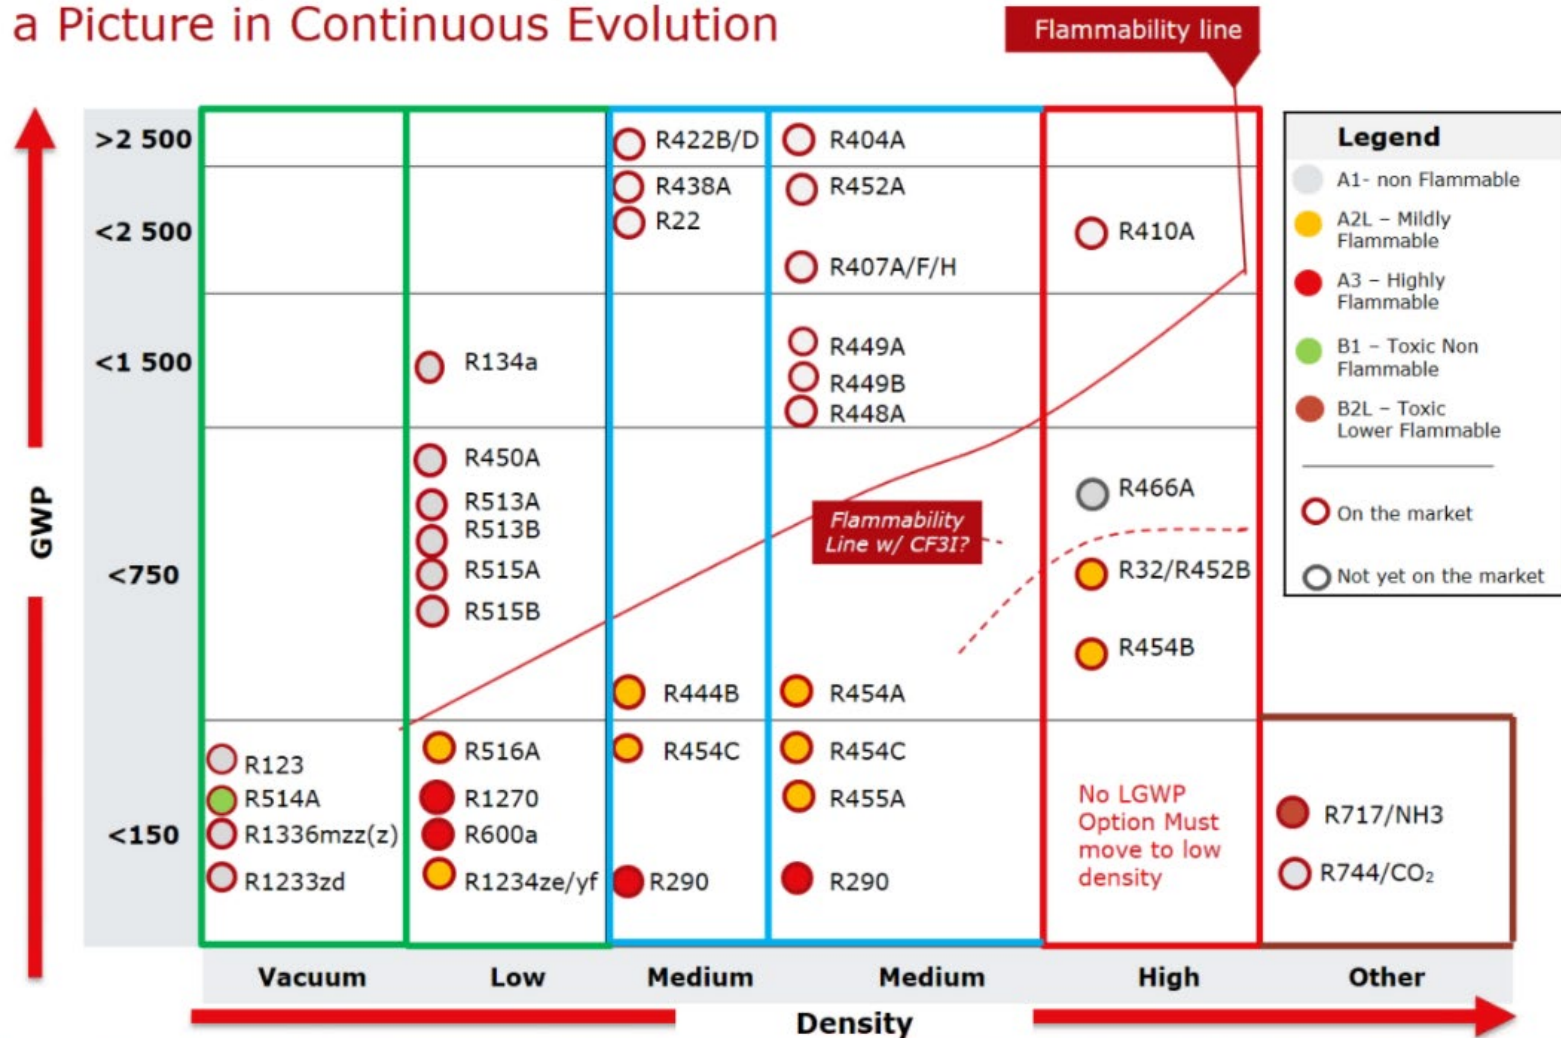 a Picture in Continuous Evolution
Flammability line
>2 500
R422B/D
R404A
Legend
A1- non Flammable
A2L – Mildly
Flammable
A3 – Highly
Flammable
B1 – Toxic Non
Flammable
B2L – Toxic
Lower Flammable
On the market
Not yet on the market
<2 500
R438A
R22
R452A
R407A/F/H
R410A
<1 500
R134a
R449A
R449B
R448A
GWP
<750
R450A
R513A
R513B
R515A
R515B
R444B
R454A
Flammability
Line w/ CF3I?
R466A
R32/R452B
R454B
<150
R123
R514A
R1336mzz(z)
R1233zd
R516A
R1270
R600a
R1234ze/yf
R454C
R290
R454C
R455A
R290
No LGWP
Option Must
move to low
density
R717/NH3
R744/CO₂
Vacuum
Low
Medium
Medium
High
Other
Density